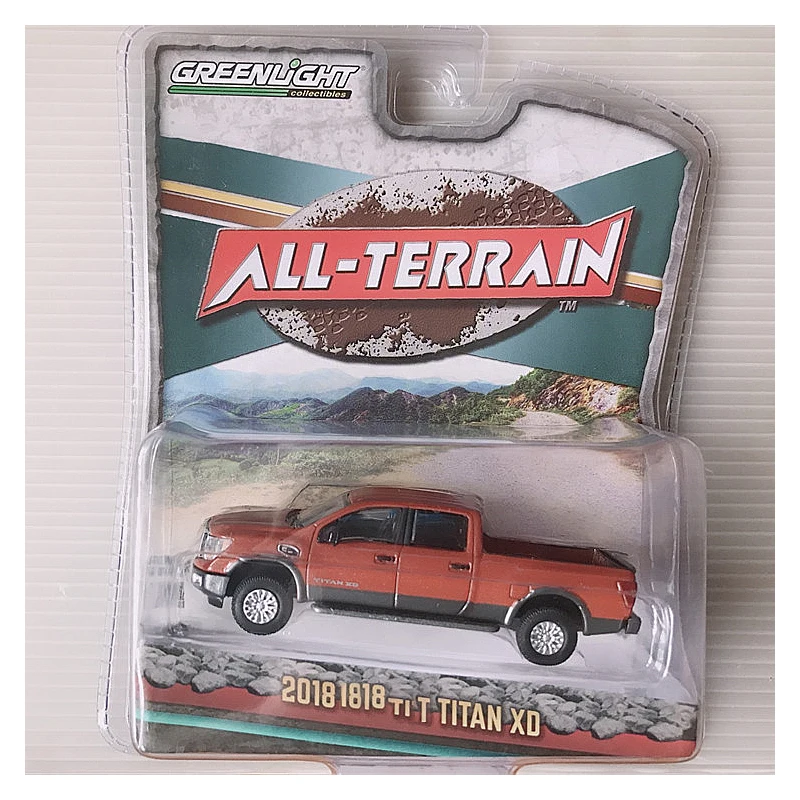 GREENLIGHT
collectibles
ALL-TERRAIN
TM
TITAN XD
2018 1818 TI T TITAN XD